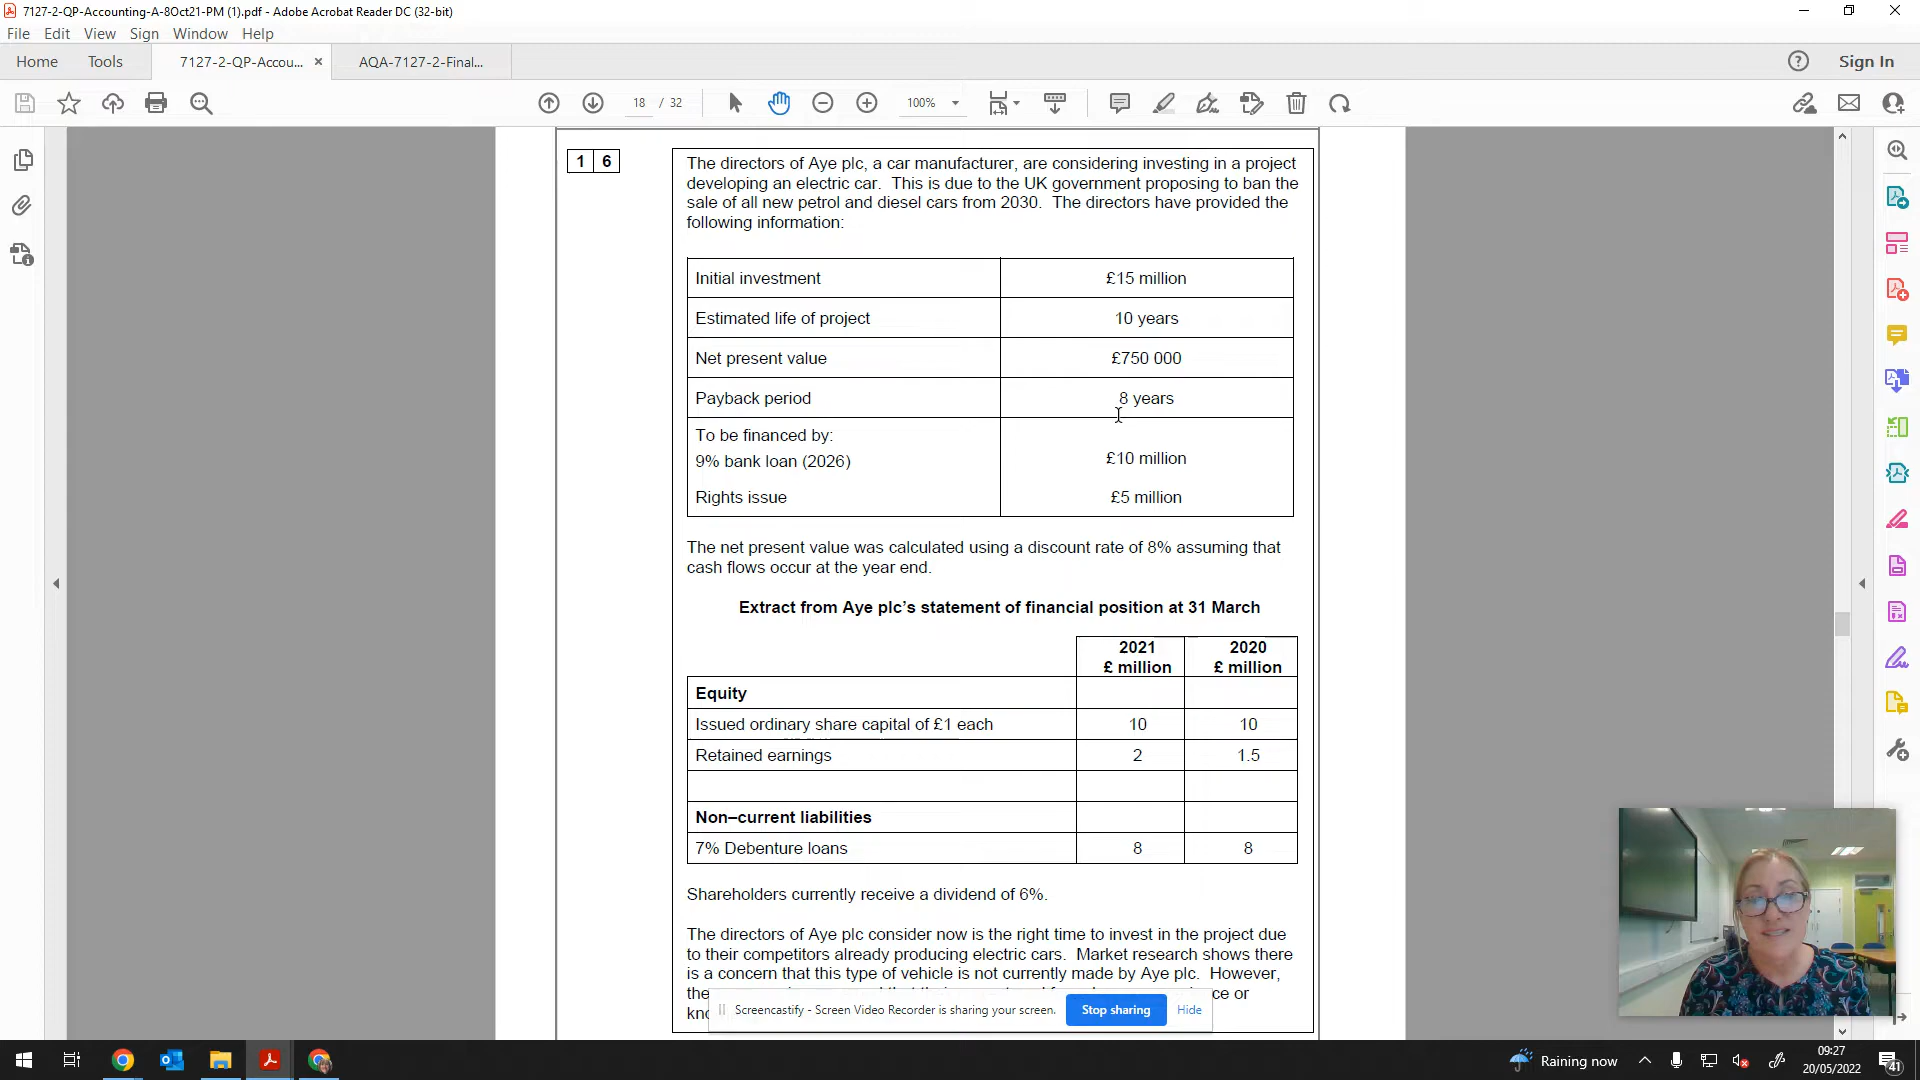 7127-2-QP-Accounting-A-8Oct21-PM (1).pdf - Adobe Acrobat Reader DC (32-bit)
File Edit View Sign Window Help
Home Tools 7127-2-QP-Accou... × AQA-7127-2-Final... Sign In
18 / 32 100%
1 6
The directors of Aye plc, a car manufacturer, are considering investing in a project
developing an electric car. This is due to the UK government proposing to ban the
sale of all new petrol and diesel cars from 2030. The directors have provided the
following information:
Initial investment £15 million
Estimated life of project 10 years
Net present value £750 000
Payback period 8 years
To be financed by:
9% bank loan (2026) £10 million
Rights issue £5 million
The net present value was calculated using a discount rate of 8% assuming that
cash flows occur at the year end.
Extract from Aye plc's statement of financial position at 31 March
2021 2020
£ million £ million
Equity
Issued ordinary share capital of £1 each 10 10
Retained earnings 2 1.5
Non–current liabilities
7% Debenture loans 8 8
Shareholders currently receive a dividend of 6%.
The directors of Aye plc consider now is the right time to invest in the project due
to their competitors already producing electric cars. Market research shows there
is a concern that this type of vehicle is not currently made by Aye plc. However,
or
Screencastify - Screen Video Recorder is sharing your screen. Stop sharing Hide
Raining now
09:27
20/05/2022
41